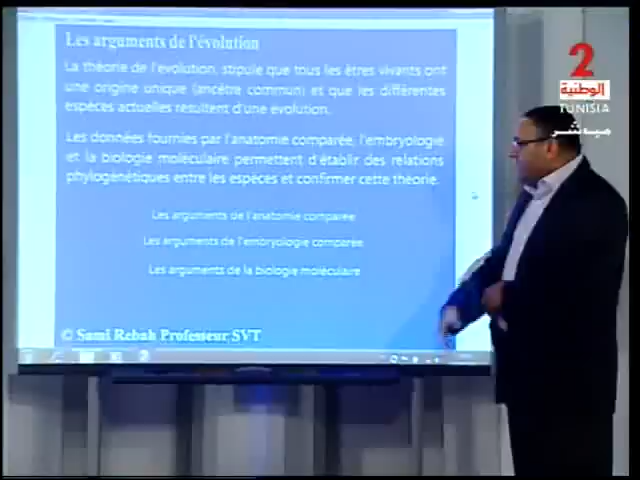 Les arguments de l'évolution
La théorie de l'evolution, stipule que tous les êtres vivants ont
une origine unique (ancêtre commun) et que les différentes
espèces actuelles resultent d'une évolution.
Les données fournies par l'anatomie comparée, l'embryologie
et la biologie moléculaire permettent d'établir des relations
phylogénétiques entre les espèces et confirmer cette théorie.
Les arguments de l'anatomie comparée
Les arguments de l'embryologie comparée
Les arguments de la biologie moléculaire
© Sami Rebah Professeur SVT
2
الوطنية
TUNISIA
مباشر